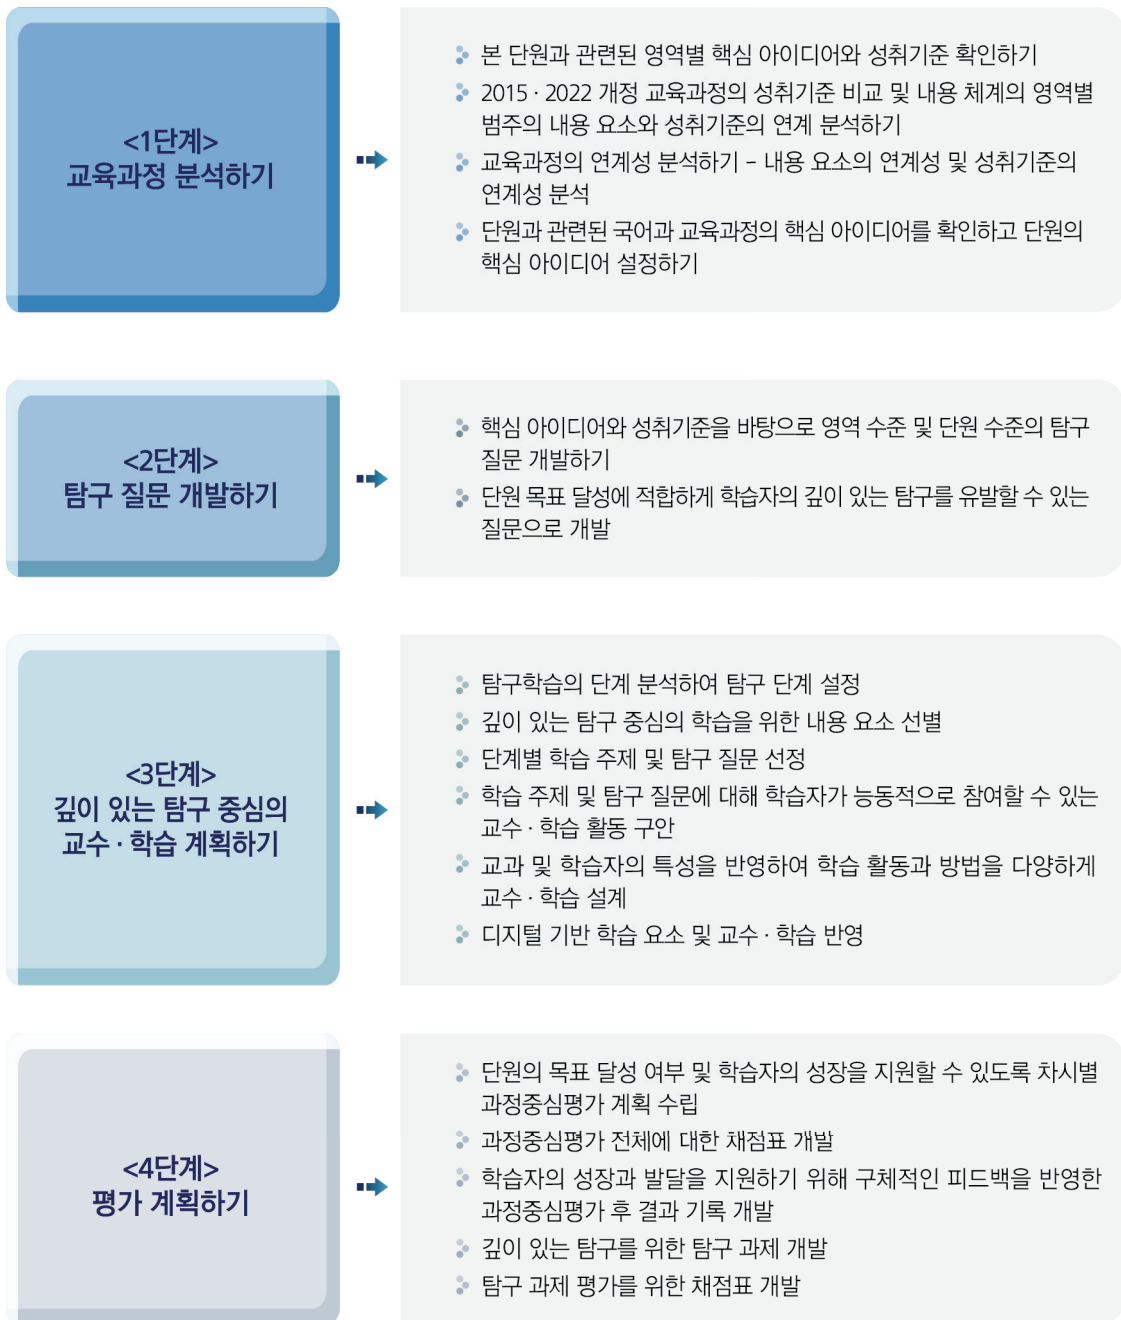 <1단계>
교육과정 분석하기
본 단원과 관련된 영역별 핵심 아이디어와 성취기준 확인하기
2015 · 2022 개정 교육과정의 성취기준 비교 및 내용 체계의 영역별
범주의 내용 요소와 성취기준의 연계 분석하기
교육과정의 연계성 분석하기 – 내용 요소의 연계성 및 성취기준의
연계성 분석
단원과 관련된 국어과 교육과정의 핵심 아이디어를 확인하고 단원의
핵심 아이디어 설정하기
<2단계>
탐구 질문 개발하기
핵심 아이디어와 성취기준을 바탕으로 영역 수준 및 단원 수준의 탐구
질문 개발하기
단원 목표 달성에 적합하게 학습자의 깊이 있는 탐구를 유발할 수 있는
질문으로 개발
<3단계>
깊이 있는 탐구 중심의
교수 · 학습 계획하기
탐구학습의 단계 분석하여 탐구 단계 설정
깊이 있는 탐구 중심의 학습을 위한 내용 요소 선별
단계별 학습 주제 및 탐구 질문 선정
학습 주제 및 탐구 질문에 대해 학습자가 능동적으로 참여할 수 있는
교수 · 학습 활동 구안
교과 및 학습자의 특성을 반영하여 학습 활동과 방법을 다양하게
교수 · 학습 설계
디지털 기반 학습 요소 및 교수 · 학습 반영
<4단계>
평가 계획하기
단원의 목표 달성 여부 및 학습자의 성장을 지원할 수 있도록 차시별
과정중심평가 계획 수립
과정중심평가 전체에 대한 채점표 개발
학습자의 성장과 발달을 지원하기 위해 구체적인 피드백을 반영한
과정중심평가 후 결과 기록 개발
깊이 있는 탐구를 위한 탐구 과제 개발
탐구 과제 평가를 위한 채점표 개발